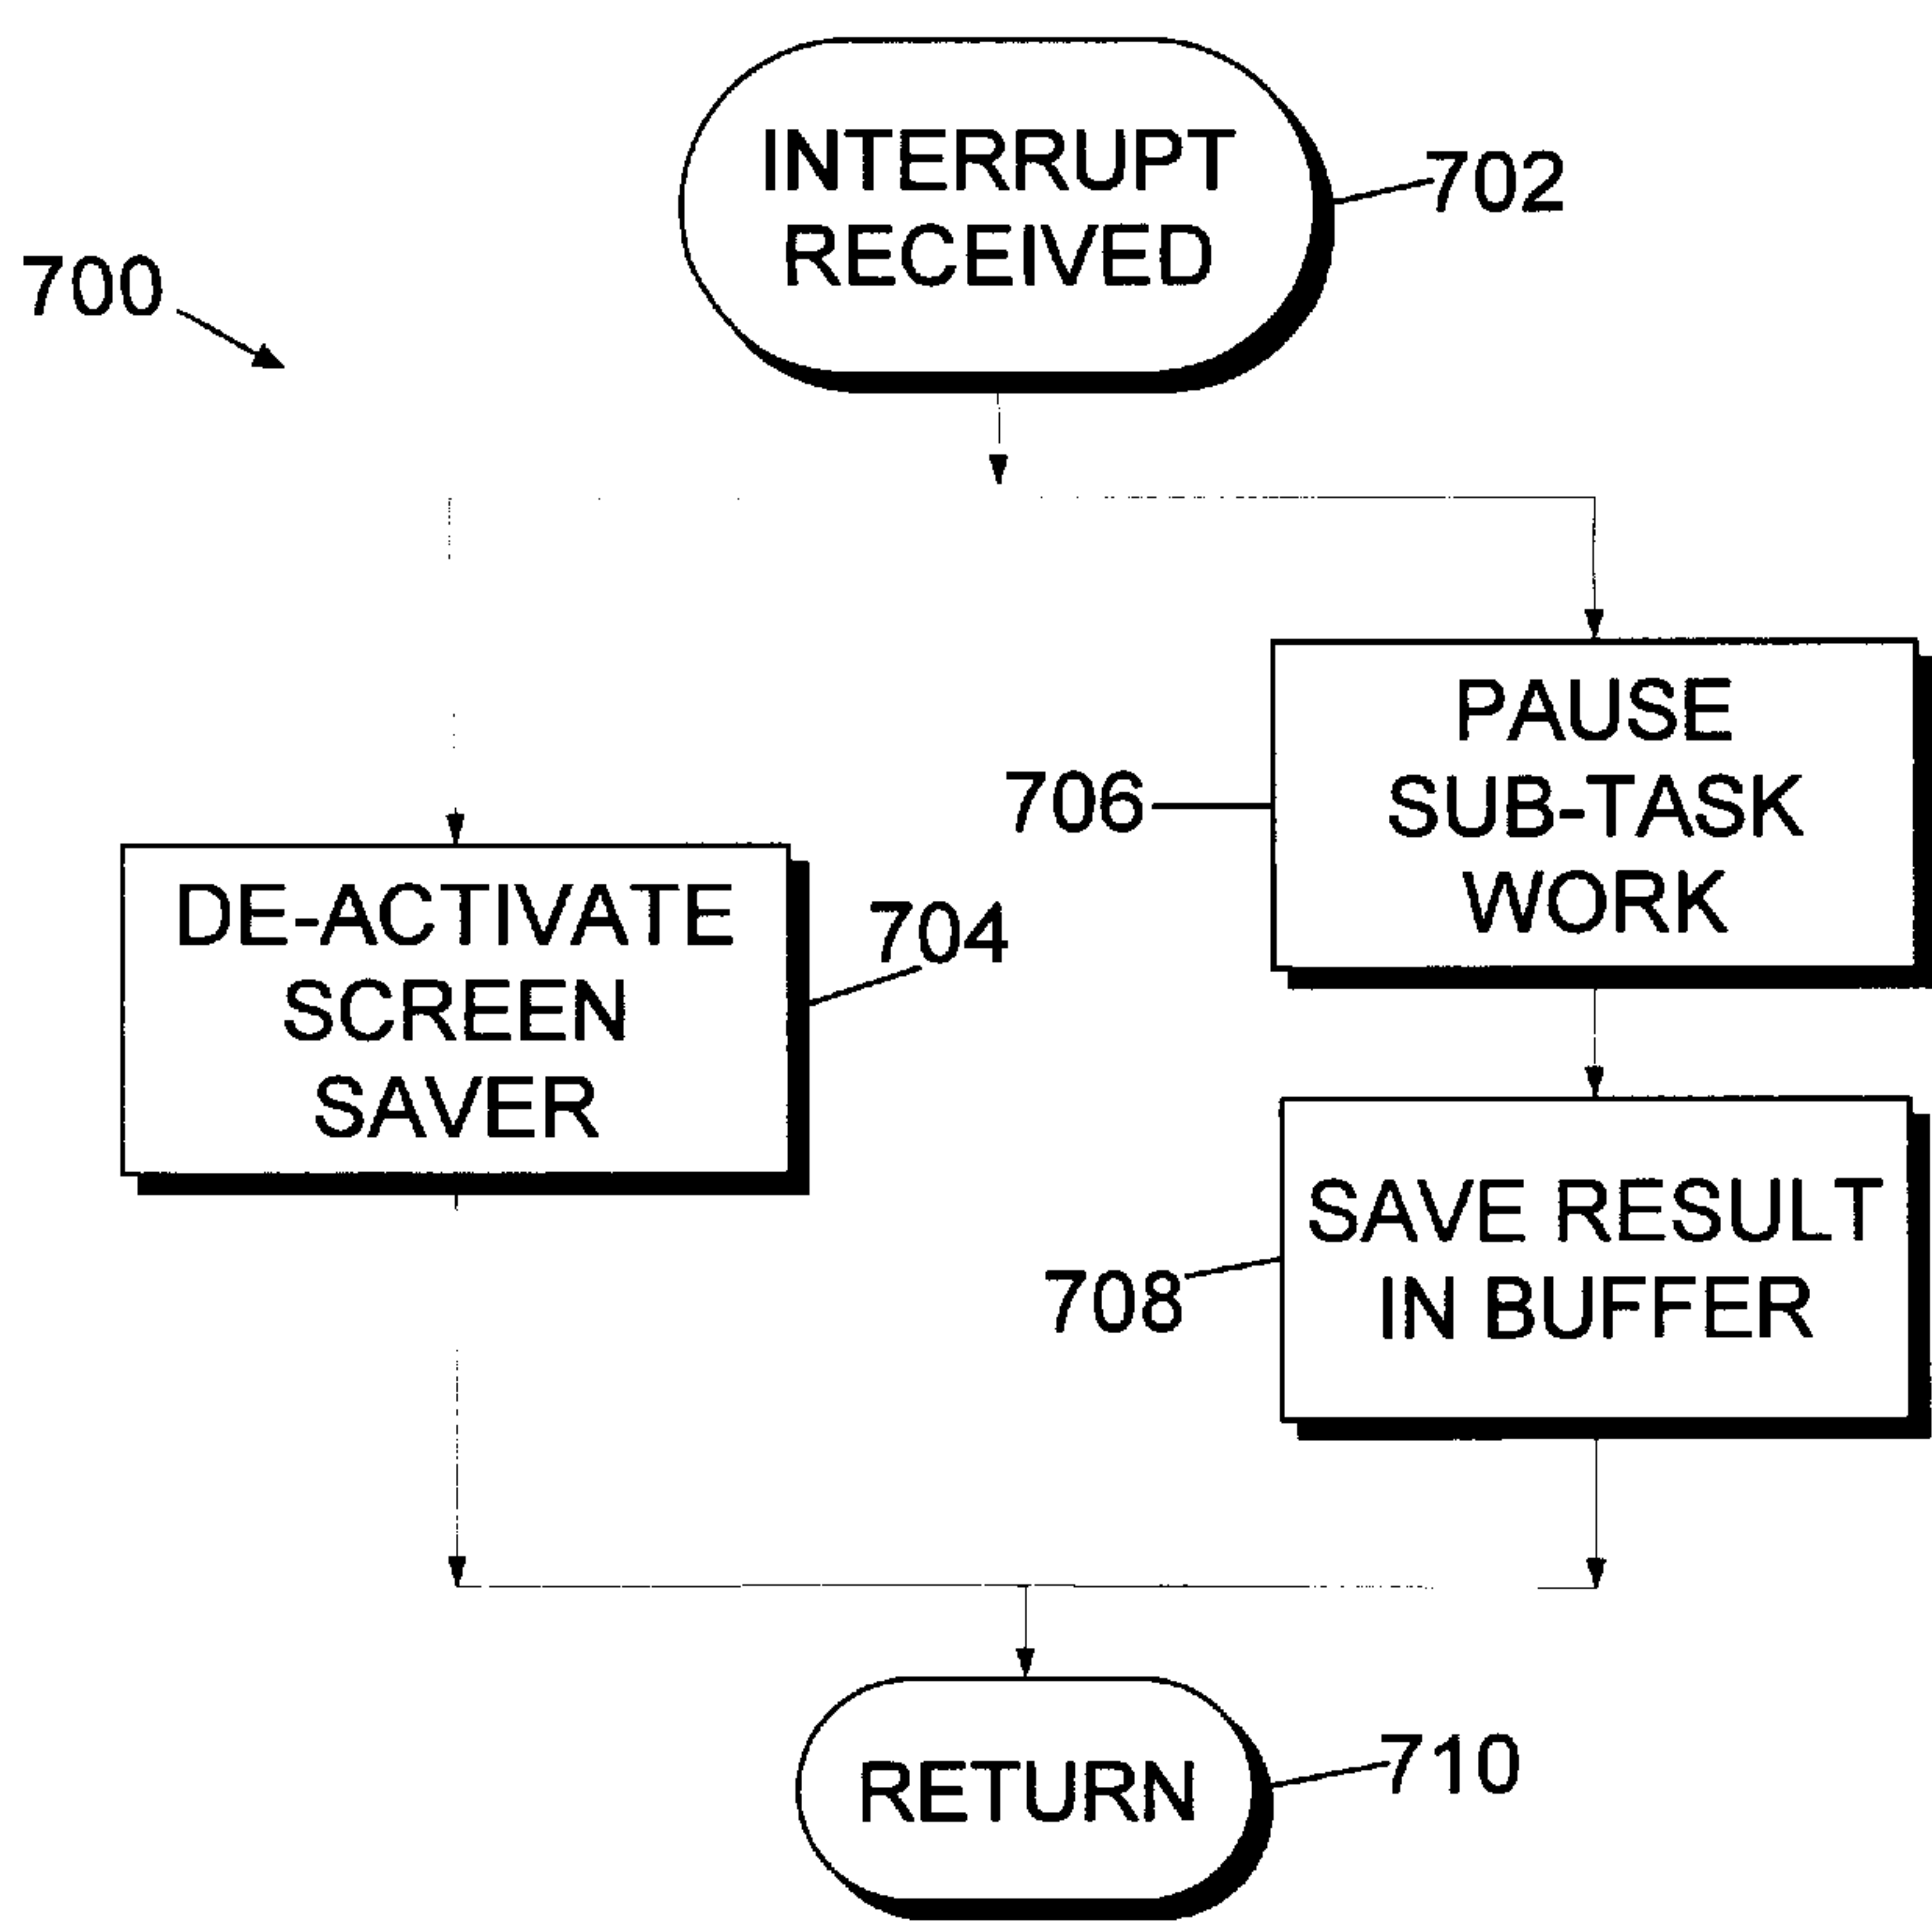 INTERRUPT
RECEIVED
702
700
PAUSE
SUB-TASK
WORK
706
DE-ACTIVATE
SCREEN
SAVER
704
SAVE RESULT
IN BUFFER
708
RETURN
710